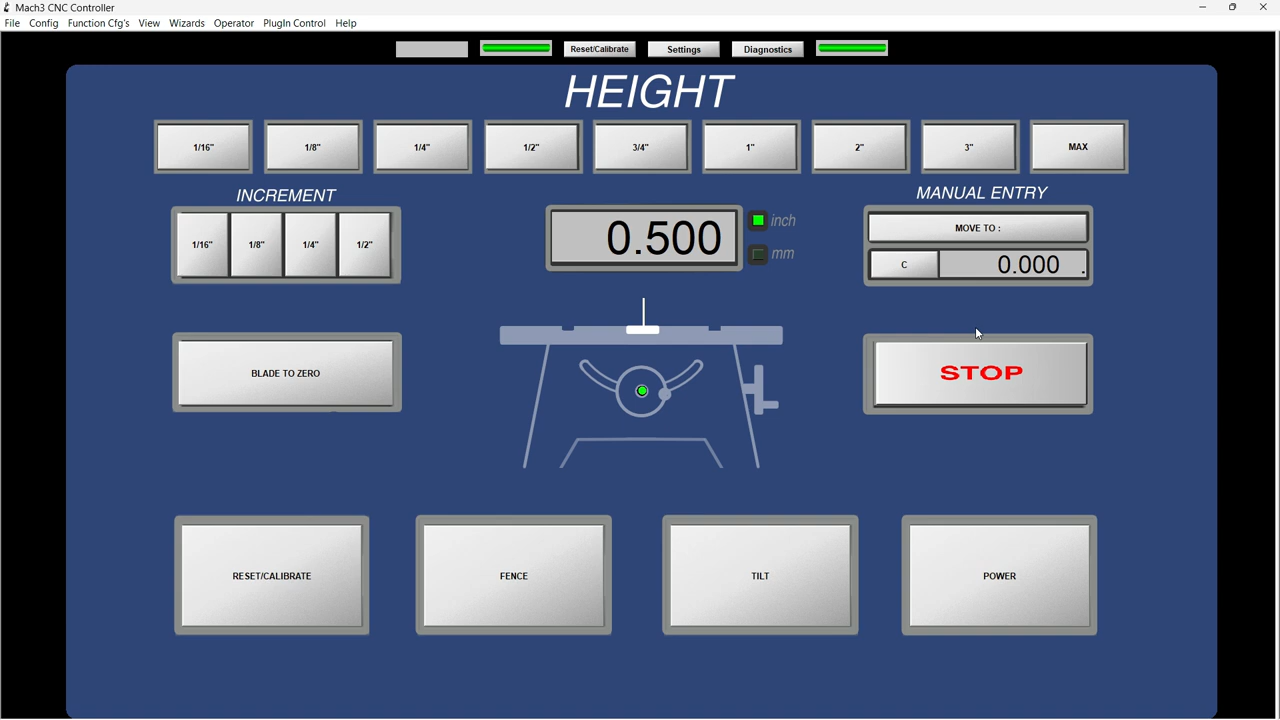 Mach3 CNC Controller
File Config Function Cfg's View Wizards Operator PlugIn Control Help
Reset/Calibrate Settings Diagnostics
HEIGHT
1/16" 1/8" 1/4" 1/2" 3/4" 1" 2" 3" MAX
INCREMENT
MANUAL ENTRY
1/16" 1/8" 1/4" 1/2"
0.500
inch
mm
MOVE TO :
C 0.000 .
BLADE TO ZERO
STOP
RESET/CALIBRATE FENCE TILT POWER